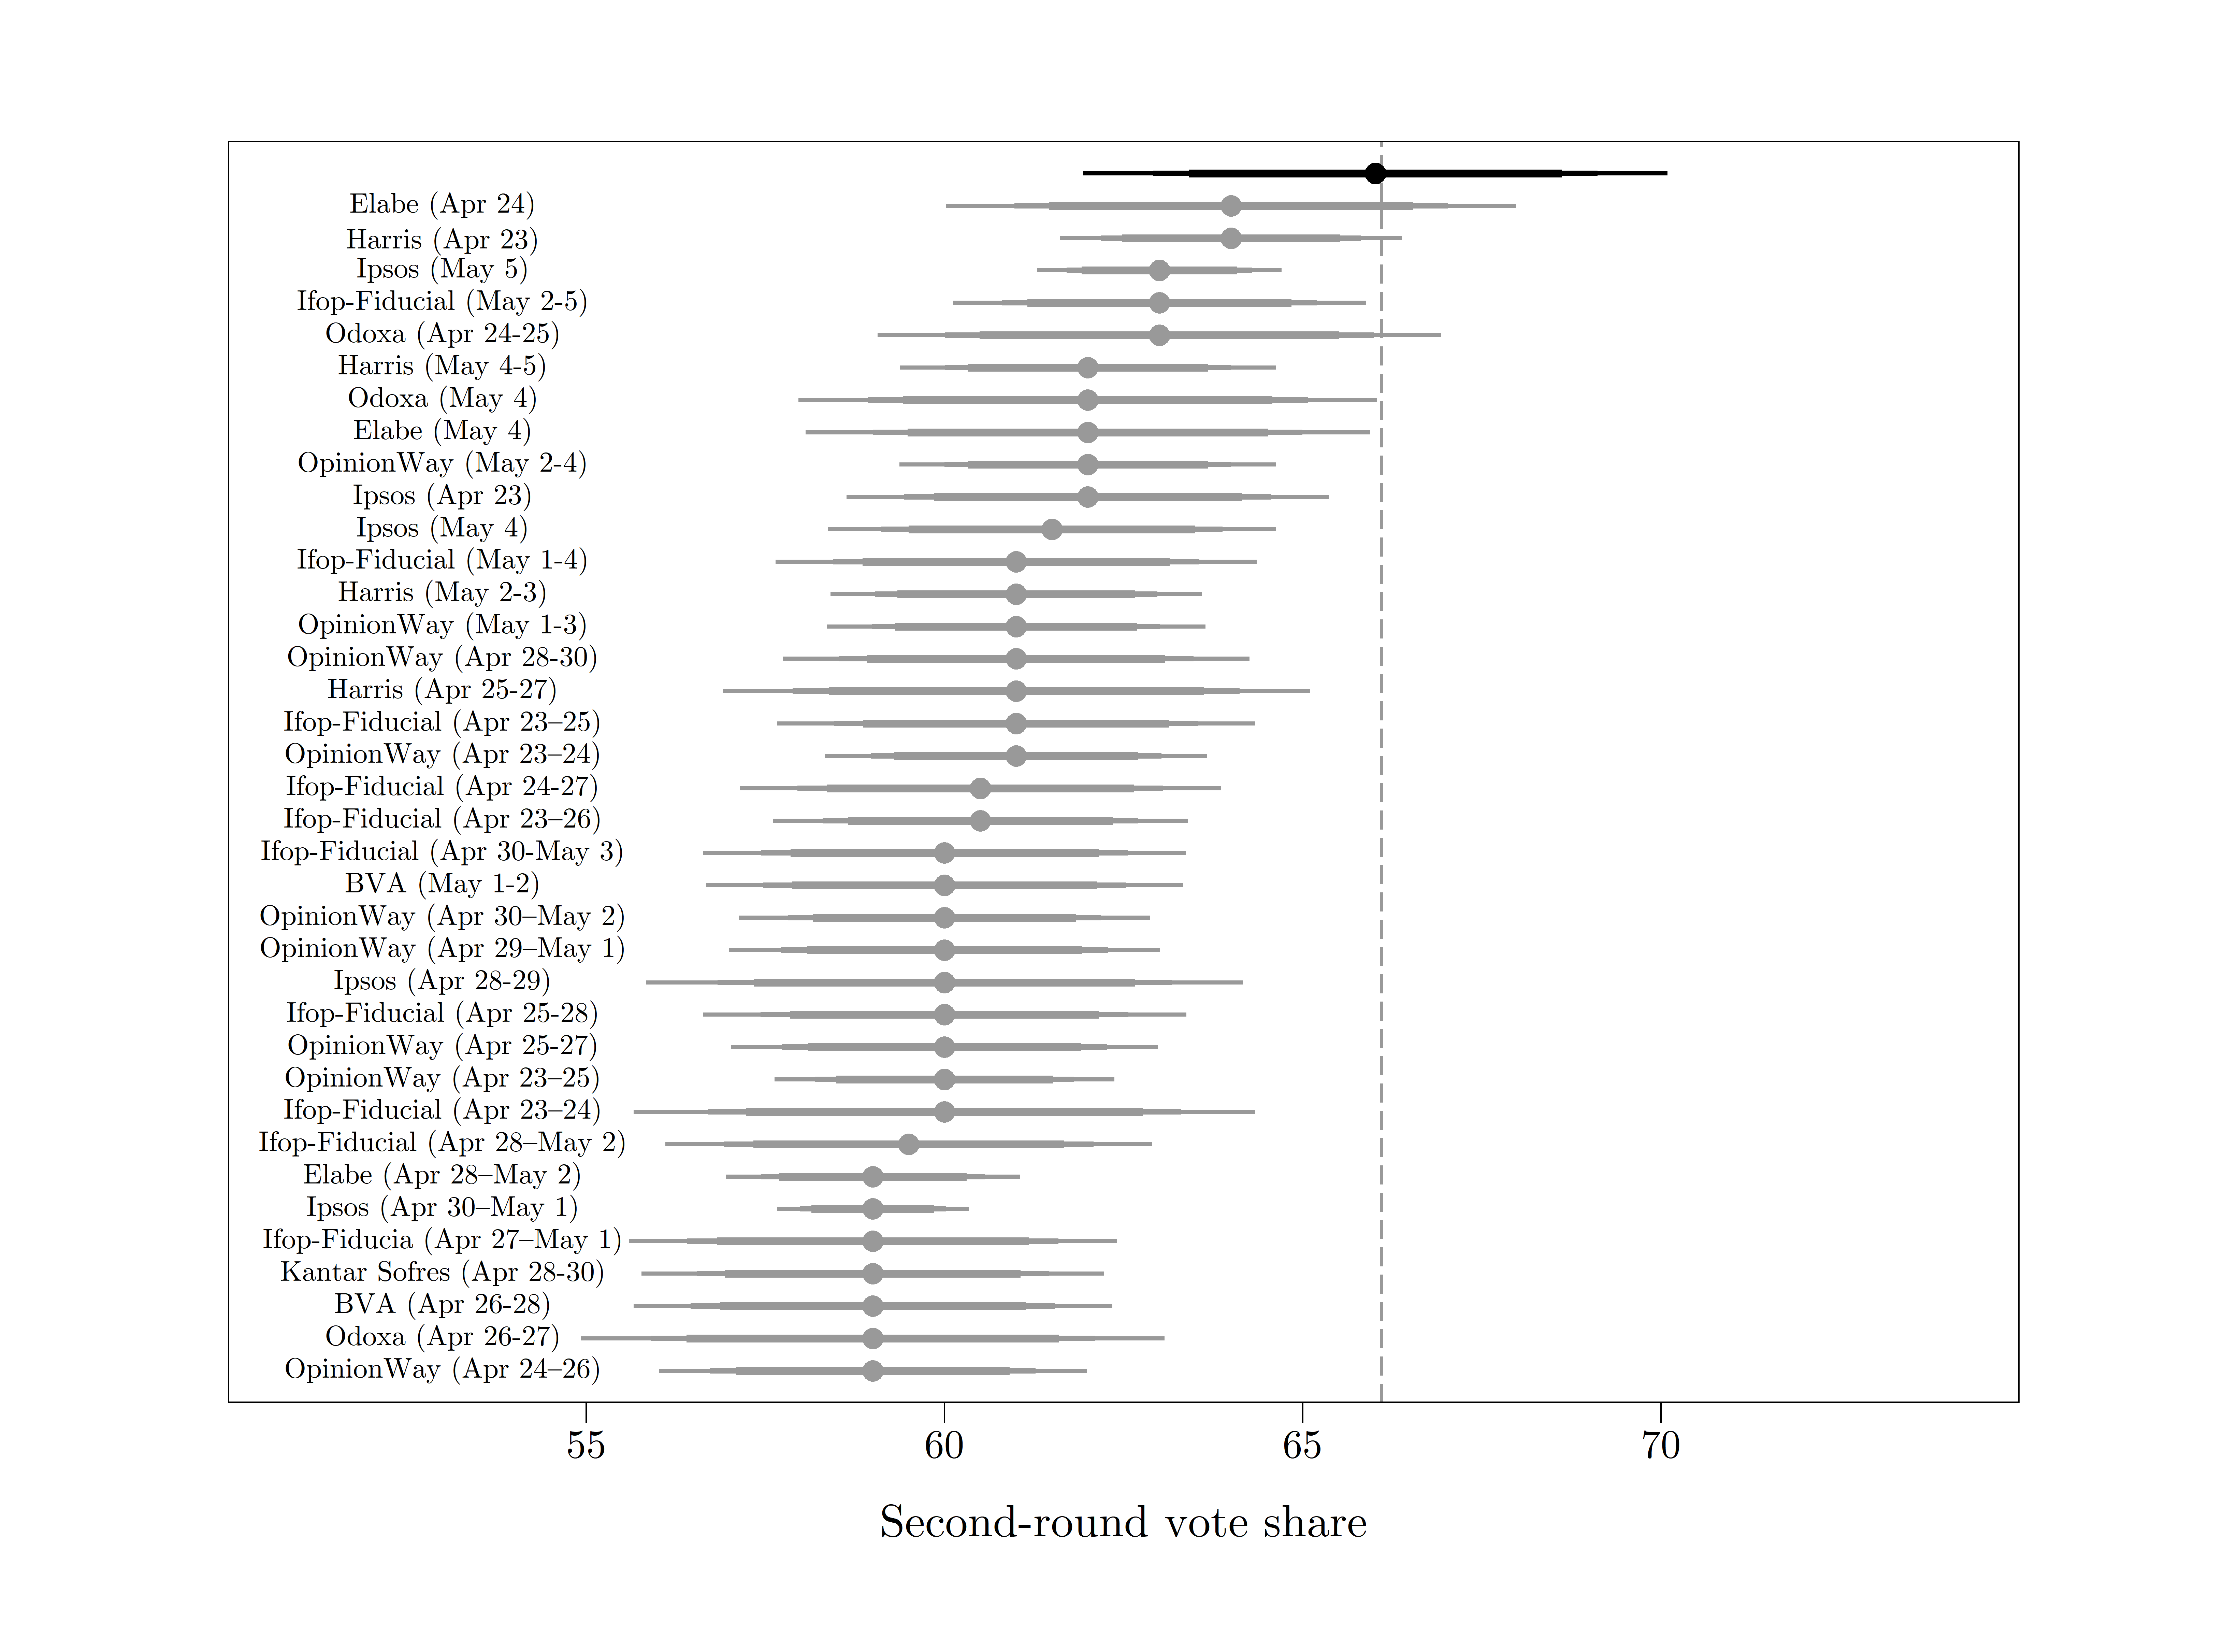 Elabe (Apr 24)
Harris (Apr 23)
Ipsos (May 5)
Ifop-Fiducial (May 2-5)
Odoxa (Apr 24-25)
Harris (May 4-5)
Odoxa (May 4)
Elabe (May 4)
OpinionWay (May 2-4)
Ipsos (Apr 23)
Ipsos (May 4)
Ifop-Fiducial (May 1-4)
Harris (May 2-3)
OpinionWay (May 1-3)
OpinionWay (Apr 28-30)
Harris (Apr 25-27)
Ifop-Fiducial (Apr 23–25)
OpinionWay (Apr 23–24)
Ifop-Fiducial (Apr 24-27)
Ifop-Fiducial (Apr 23–26)
Ifop-Fiducial (Apr 30-May 3)
BVA (May 1-2)
OpinionWay (Apr 30–May 2)
OpinionWay (Apr 29–May 1)
Ipsos (Apr 28-29)
Ifop-Fiducial (Apr 25-28)
OpinionWay (Apr 25-27)
OpinionWay (Apr 23–25)
Ifop-Fiducial (Apr 23–24)
Ifop-Fiducial (Apr 28–May 2)
Elabe (Apr 28–May 2)
Ipsos (Apr 30–May 1)
Ifop-Fiducia (Apr 27–May 1)
Kantar Sofres (Apr 28-30)
BVA (Apr 26-28)
Odoxa (Apr 26-27)
OpinionWay (Apr 24–26)
55 60 65 70
Second-round vote share